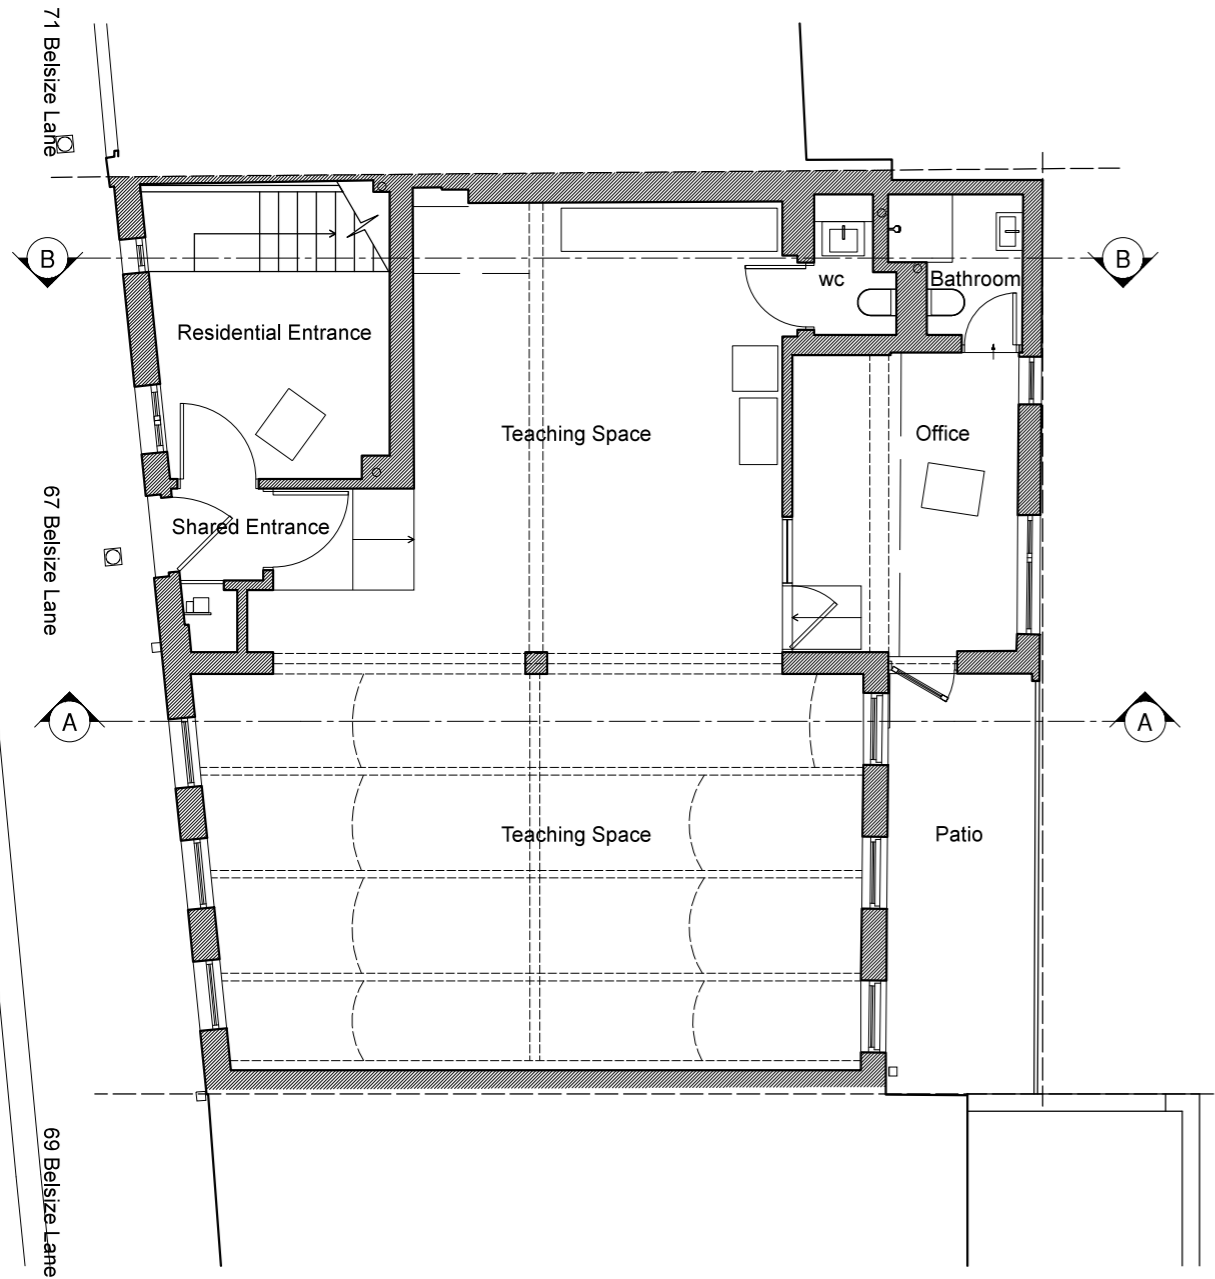 71 Belsize Lane
B
B
wc
Bathroom
Residential Entrance
Teaching Space
Office
67 Belsize Lane
Shared Entrance
A
A
Teaching Space
Patio
69 Belsize Lane